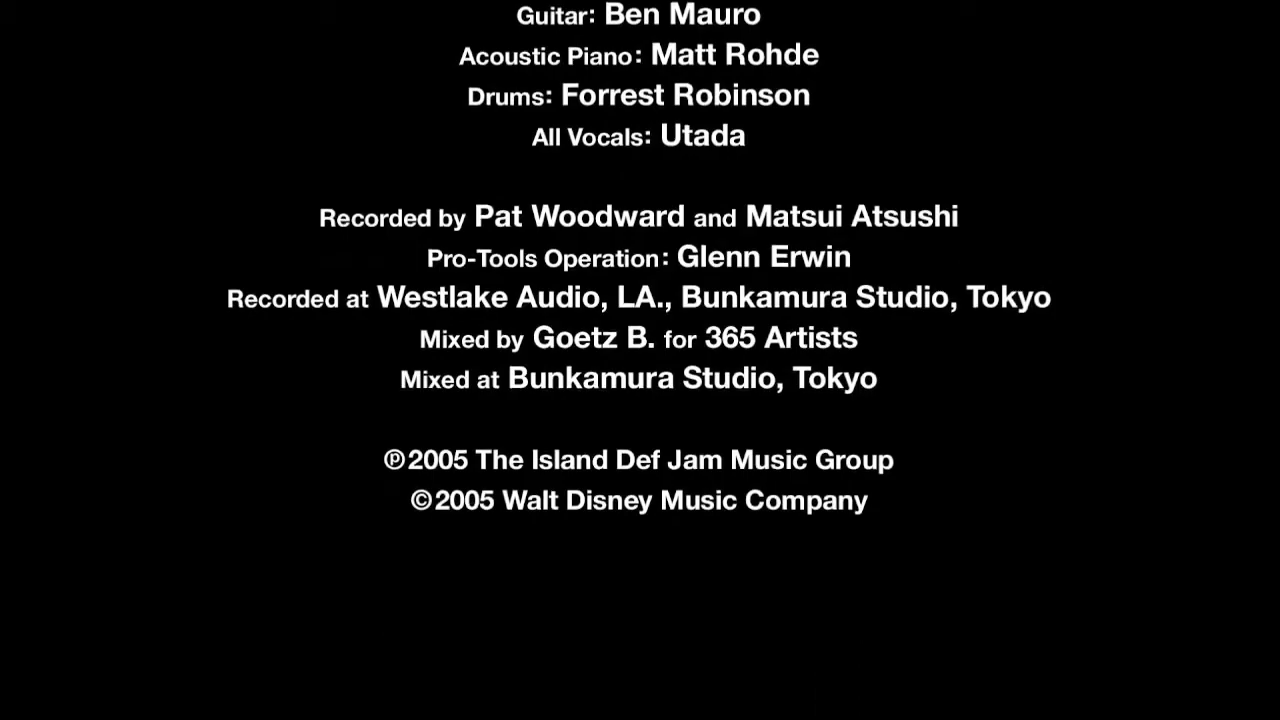 Guitar: Ben Mauro
Acoustic Piano: Matt Rohde
Drums: Forrest Robinson
All Vocals: Utada
Recorded by Pat Woodward and Matsui Atsushi
Pro-Tools Operation: Glenn Erwin
Recorded at Westlake Audio, LA., Bunkamura Studio, Tokyo
Mixed by Goetz B. for 365 Artists
Mixed at Bunkamura Studio, Tokyo
℗2005 The Island Def Jam Music Group
©2005 Walt Disney Music Company